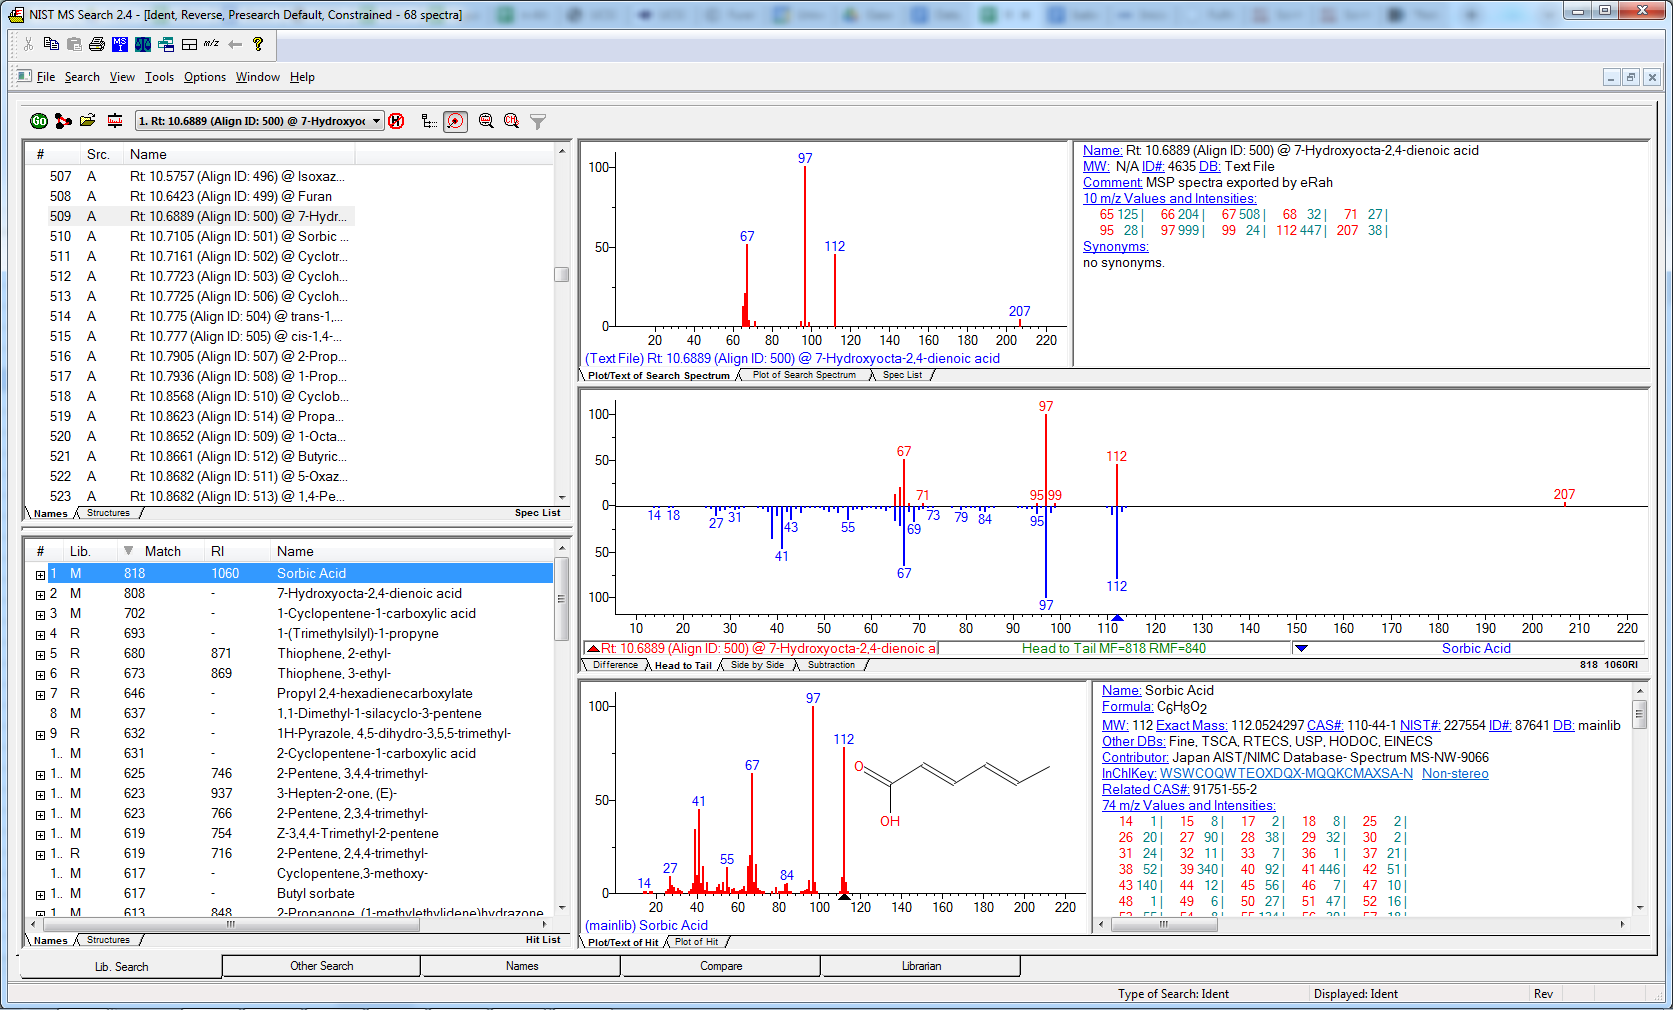 NIST MS Search 2.4 - [Ident, Reverse, Presearch Default, Constrained - 68 spectra]
File Search View Tools Options Window Help
1. Rt: 10.6889 (Align ID: 500) @ 7-Hydroxyoc
# Src. Name
507 A Rt: 10.5757 (Align ID: 496) @ Isoxaz...
508 A Rt: 10.6423 (Align ID: 499) @ Furan
509 A Rt: 10.6889 (Align ID: 500) @ 7-Hydr...
510 A Rt: 10.7105 (Align ID: 501) @ Sorbic ...
511 A Rt: 10.7161 (Align ID: 502) @ Cyclotr...
512 A Rt: 10.7723 (Align ID: 503) @ Cycloh...
513 A Rt: 10.7725 (Align ID: 506) @ Cycloh...
514 A Rt: 10.775 (Align ID: 504) @ trans-1,...
515 A Rt: 10.777 (Align ID: 505) @ cis-1,4-...
516 A Rt: 10.7905 (Align ID: 507) @ 2-Prop...
517 A Rt: 10.7936 (Align ID: 508) @ 1-Prop...
518 A Rt: 10.8568 (Align ID: 510) @ Cyclob...
519 A Rt: 10.8623 (Align ID: 514) @ Propa...
520 A Rt: 10.8652 (Align ID: 509) @ 1-Octa...
521 A Rt: 10.8661 (Align ID: 512) @ Butyric...
522 A Rt: 10.8682 (Align ID: 511) @ 5-Oxaz...
523 A Rt: 10.8682 (Align ID: 513) @ 1,4-Pe...
Names Structures Spec List
# Lib. Match RI Name
1 M 818 1060 Sorbic Acid
2 M 808 - 7-Hydroxyocta-2,4-dienoic acid
3 M 702 - 1-Cyclopentene-1-carboxylic acid
4 R 693 - 1-(Trimethylsilyl)-1-propyne
5 R 680 871 Thiophene, 2-ethyl-
6 R 673 869 Thiophene, 3-ethyl-
7 R 646 - Propyl 2,4-hexadienecarboxylate
8 M 637 - 1,1-Dimethyl-1-silacyclo-3-pentene
9 R 632 - 1H-Pyrazole, 4,5-dihydro-3,5,5-trimethyl-
1.. M 631 - 2-Cyclopentene-1-carboxylic acid
1.. M 625 746 2-Pentene, 3,4,4-trimethyl-
1.. M 623 937 3-Hepten-2-one, (E)-
1.. M 623 766 2-Pentene, 2,3,4-trimethyl-
1.. M 619 754 Z-3,4,4-Trimethyl-2-pentene
1.. R 619 716 2-Pentene, 2,4,4-trimethyl-
1.. M 617 - Cyclopentene,3-methoxy-
1.. M 617 - Butyl sorbate
1.. M 613 848 2-Propanone, (1-methylethylidene)hydrazone
Names Structures Hit List
97
100
67
50
112
207
0
20 40 60 80 100 120 140 160 180 200 220
(Text File) Rt: 10.6889 (Align ID: 500) @ 7-Hydroxyocta-2,4-dienoic acid
Plot/Text of Search Spectrum Plot of Search Spectrum Spec List
Name: Rt: 10.6889 (Align ID: 500) @ 7-Hydroxyocta-2,4-dienoic acid
MW: N/A ID#: 4635 DB: Text File
Comment: MSP spectra exported by eRah
10 m/z Values and Intensities:
65 125 | 66 204 | 67 508 | 68 32 | 71 27 |
95 28 | 97 999 | 99 24 | 112 447 | 207 38 |
Synonyms:
no synonyms.
97
100
67 112
50
71 95 99 207
0
14 18 27 31 43 55 69 73 79 84 95
50 41
67 112
100 97
10 20 30 40 50 60 70 80 90 100 110 120 130 140 150 160 170 180 190 200 210 220
Rt: 10.6889 (Align ID: 500) @ 7-Hydroxyocta-2,4-dienoic a Head to Tail MF=818 RMF=840 Sorbic Acid
Difference Head to Tail Side by Side Subtraction 818 1060RI
97
100
112
67
O
41
50
OH
55
27
84
14
0
20 40 60 80 100 120 140 160 180 200 220
(mainlib) Sorbic Acid
Plot/Text of Hit Plot of Hit
Name: Sorbic Acid
Formula: C6H8O2
MW: 112 Exact Mass: 112.0524297 CAS#: 110-44-1 NIST#: 227554 ID#: 87641 DB: mainlib
Other DBs: Fine, TSCA, RTECS, USP, HODOC, EINECS
Contributor: Japan AIST/NIMC Database- Spectrum MS-NW-9066
InChIKey: WSWCOQWTEOXDQX-MQQKCMAXSA-N Non-stereo
Related CAS#: 91751-55-2
74 m/z Values and Intensities:
14 1 | 15 8 | 17 2 | 18 8 | 25 2 |
26 20 | 27 90 | 28 38 | 29 32 | 30 2 |
31 24 | 32 11 | 33 7 | 36 1 | 37 21 |
38 52 | 39 340 | 40 92 | 41 446 | 42 51 |
43 140 | 44 12 | 45 56 | 46 7 | 47 10 |
48 1 | 49 6 | 50 27 | 51 47 | 52 16 |
Lib. Search Other Search Names Compare Librarian
Type of Search: Ident Displayed: Ident Rev